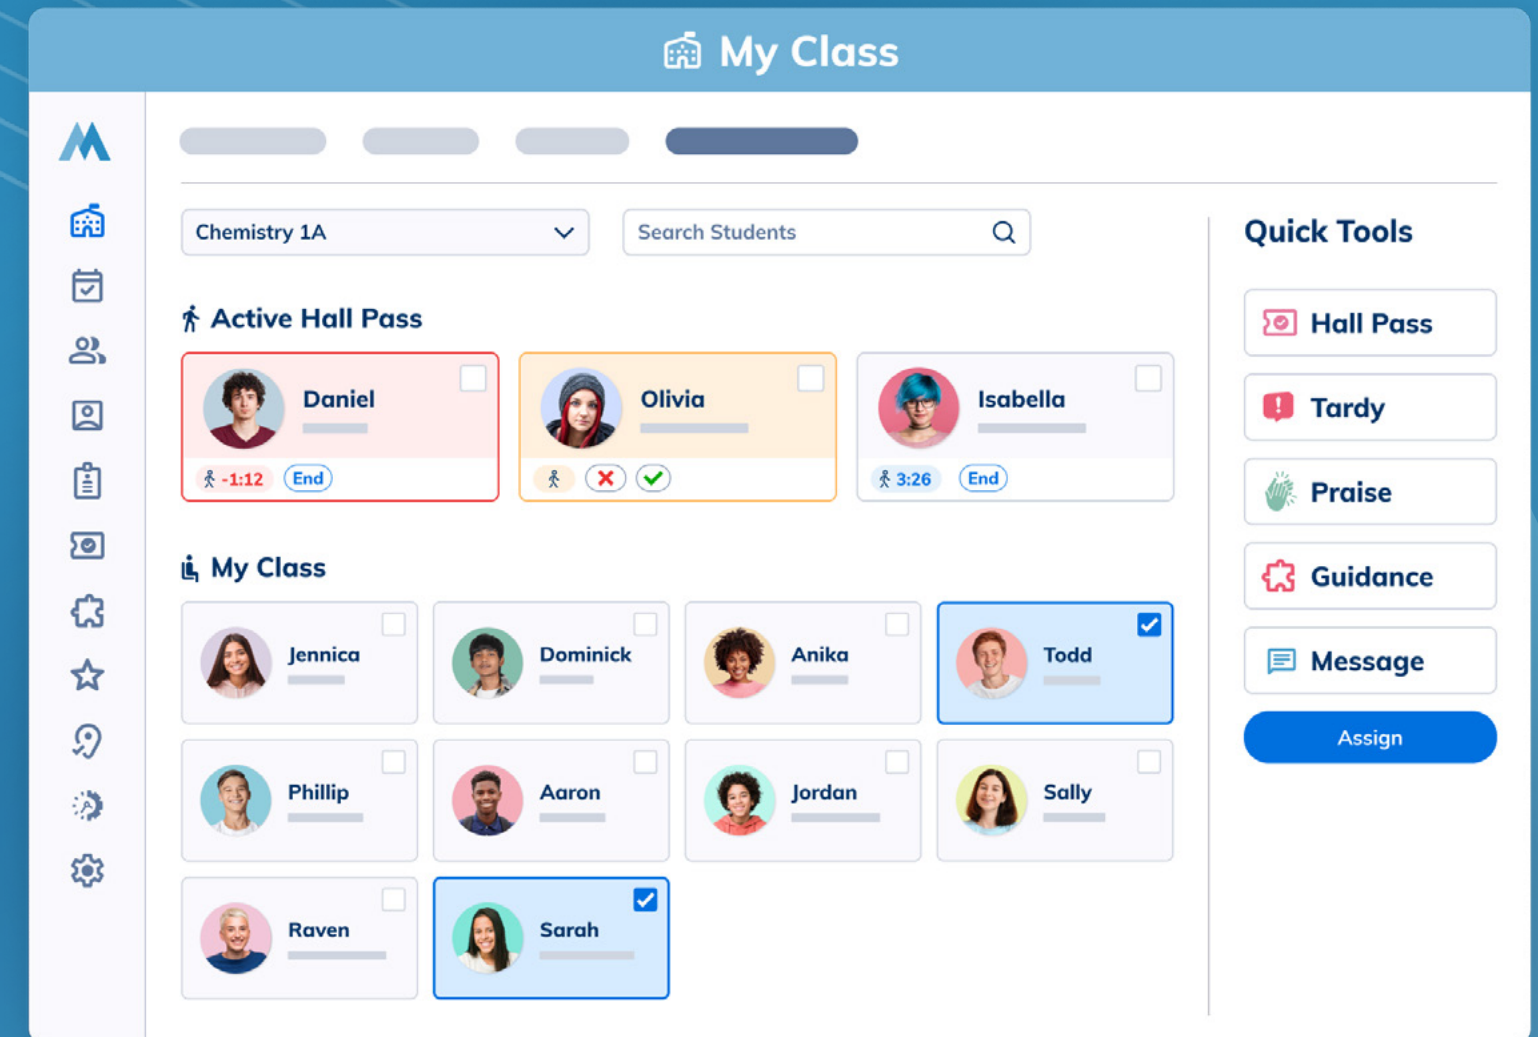 My Class
Chemistry 1A
Search Students
Quick Tools
Active Hall Pass
Daniel
-1:12 End
Olivia
Isabella
3:26 End
My Class
Jennica
Dominick
Anika
Todd
Phillip
Aaron
Jordan
Sally
Raven
Sarah
Hall Pass
Tardy
Praise
Guidance
Message
Assign